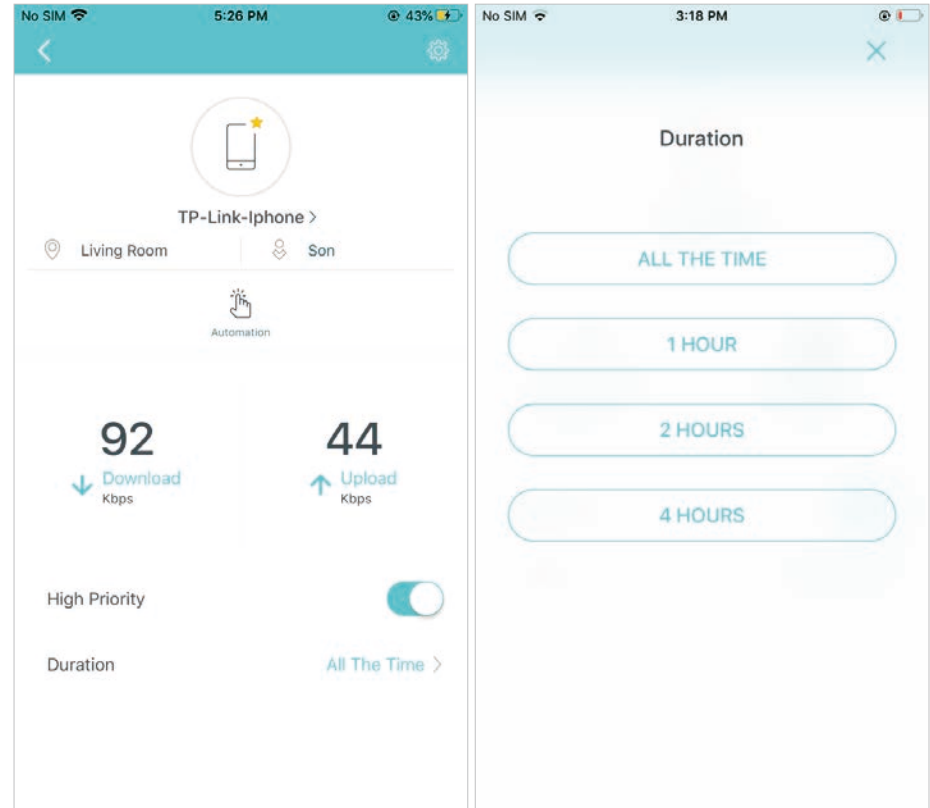 No SIM 5:26 PM 43%
TP-Link-Iphone >
Living Room Son
Automation
92 44
Download Upload
Kbps Kbps
High Priority
Duration All The Time >
No SIM 3:18 PM
Duration
ALL THE TIME
1 HOUR
2 HOURS
4 HOURS